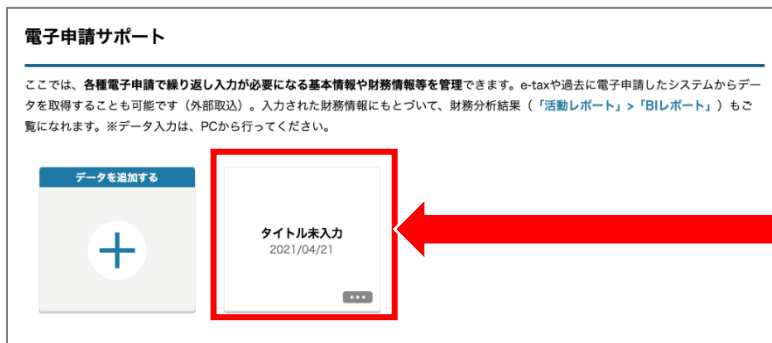 電子申請サポート
ここでは、各種電子申請で繰り返し入力が必要になる基本情報や財務情報等を管理できます。e-taxや過去に電子申請したシステムからデー
タを取得することも可能です（外部取込）。入力された財務情報にもとづいて、財務分析結果（「活動レポート」>「BIレポート」）もご
覧になれます。※データ入力は、PCから行ってください。
データを追加する
タイトル未入力
2021/04/21